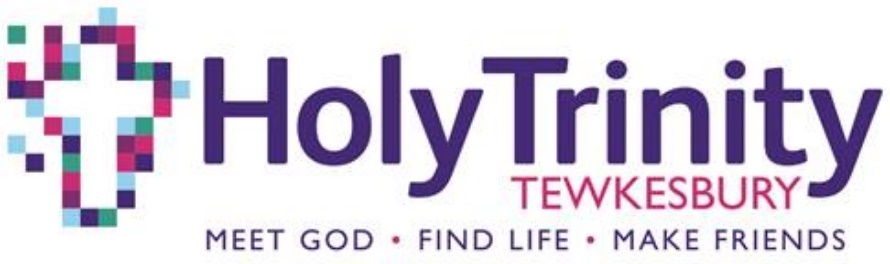 HolyTrinity
TEWKESBURY
MEET GOD • FIND LIFE • MAKE FRIENDS